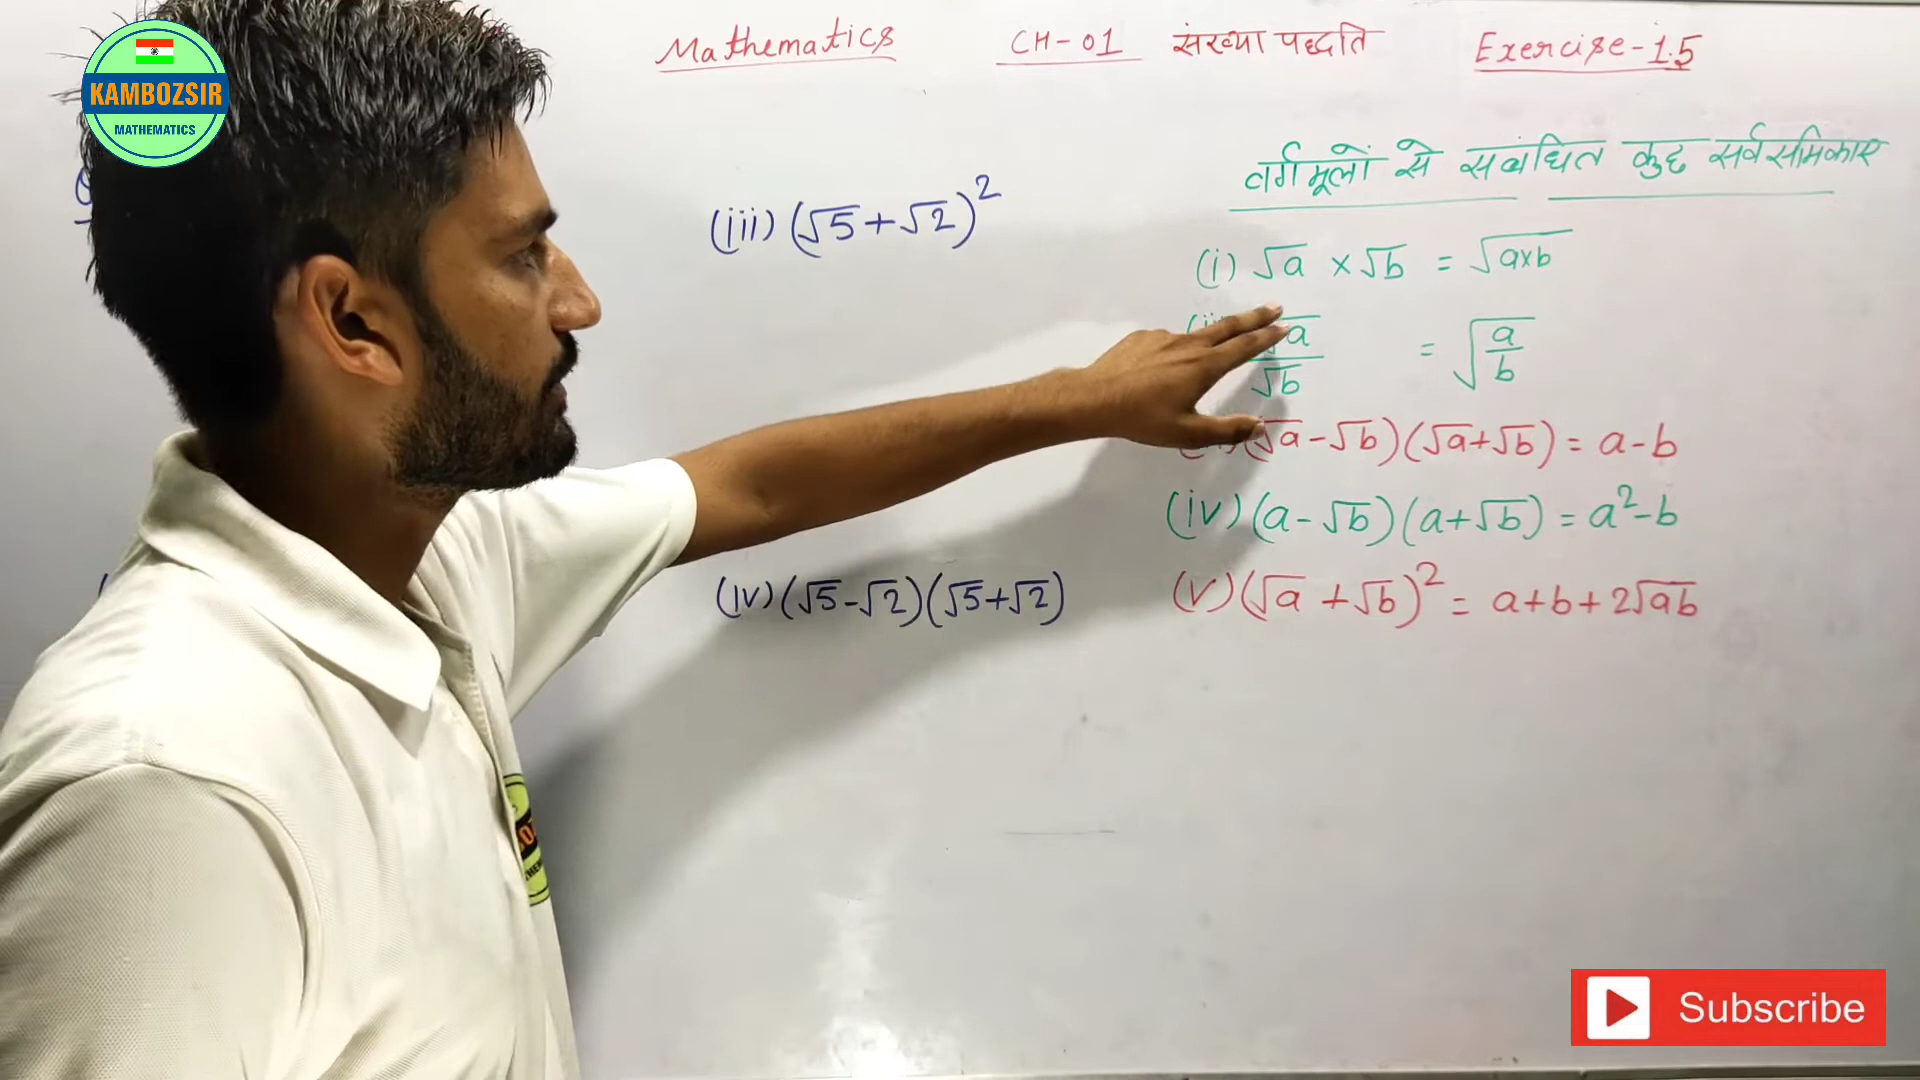 KAMBOZSIR
MATHEMATICS
Mathematics CH-01 संख्या पद्धति Exercise-1.5
वर्गमूलों से सबंधित कुछ सर्वसमिकाए
(iii) (√5+√2)²
(i) √a × √b = √a×b
√a/√b = √a/b
(√a-√b)(√a+√b) = a-b
(iv) (a-√b)(a+√b) = a²-b
(iv) (√5-√2)(√5+√2)
(v) (√a+√b)² = a+b+2√ab
Subscribe